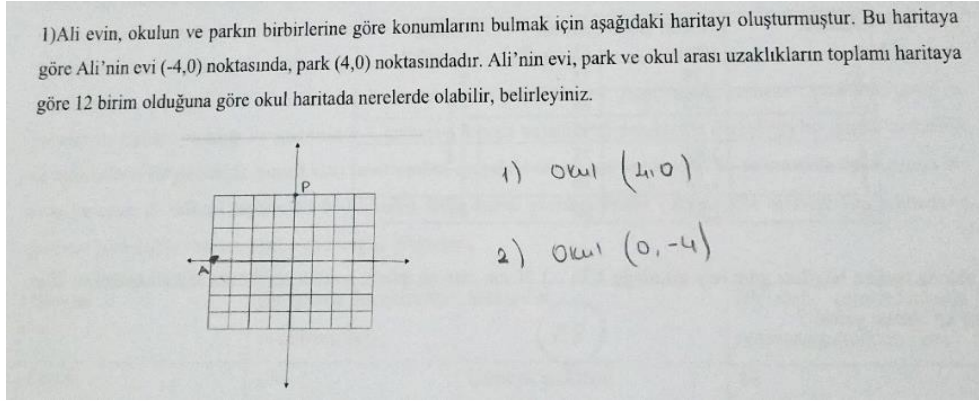 1)Ali evin, okulun ve parkın birbirlerine göre konumlarını bulmak için aşağıdaki haritayı oluşturmuştur. Bu haritaya
göre Ali'nin evi (-4,0) noktasında, park (4,0) noktasındadır. Ali'nin evi, park ve okul arası uzaklıkların toplamı haritaya
göre 12 birim olduğuna göre okul haritada nerelerde olabilir, belirleyiniz.
P
A
1) okul (4,0)
2) Okul (0,-4)